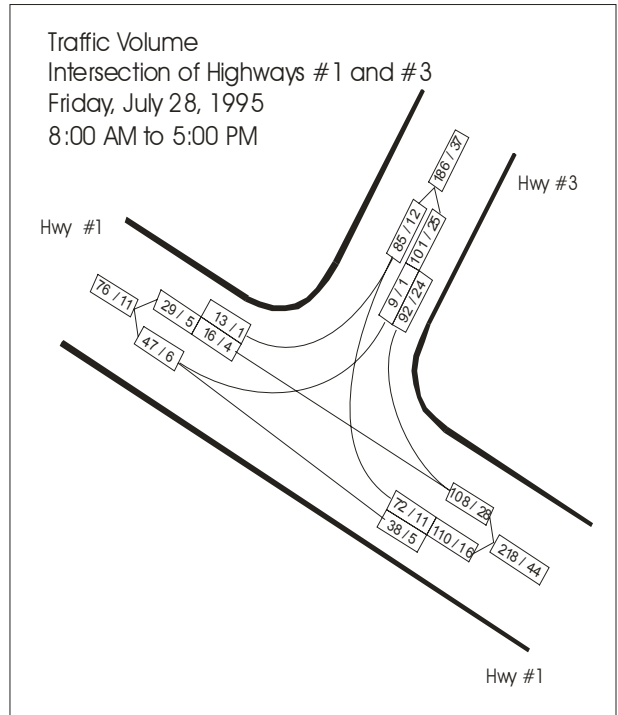 Traffic Volume
Intersection of Highways #1 and #3
Friday, July 28, 1995
8:00 AM to 5:00 PM
186 / 37
Hwy #3
Hwy #1
85 / 12
101 / 25
9 / 1
92 / 24
76 / 11
29 / 5
13 / 1
16 / 4
47 / 6
108 / 28
72 / 11
110 / 16
38 / 5
218 / 44
Hwy #1